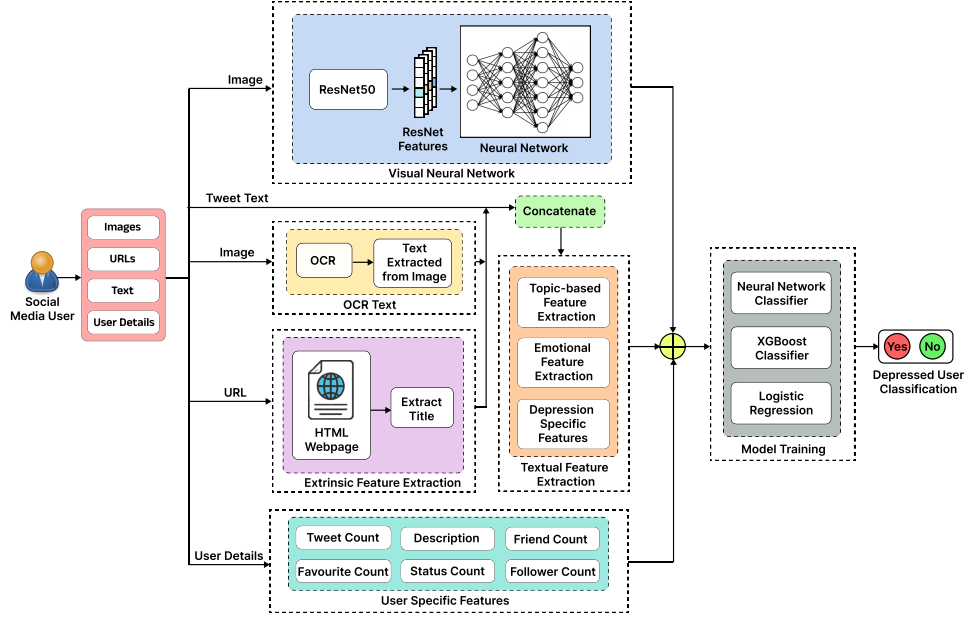 Image
ResNet50
ResNet
Features
Neural Network
Visual Neural Network
Tweet Text
Concatenate
Images
URLs
Text
User Details
Social
Media User
Image
OCR
Text
Extracted
from Image
OCR Text
URL
HTML
Webpage
Extract
Title
Extrinsic Feature Extraction
Topic-based
Feature
Extraction
Emotional
Feature
Extraction
Depression
Specific
Features
Textual Feature
Extraction
Neural Network
Classifier
XGBoost
Classifier
Logistic
Regression
Model Training
Yes
No
Depressed User
Classification
User Details
Tweet Count
Description
Friend Count
Favourite Count
Status Count
Follower Count
User Specific Features